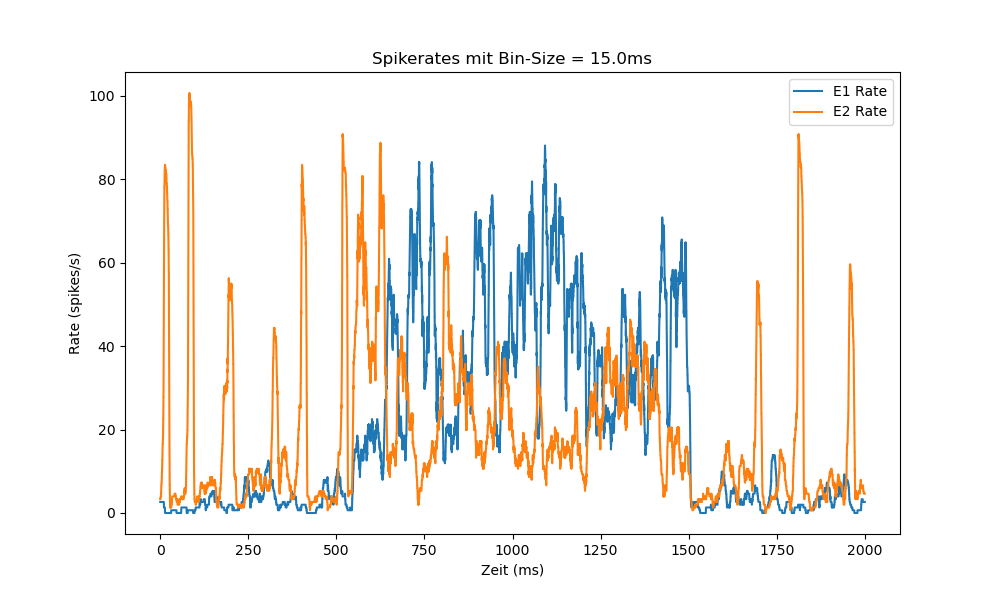 Spikerates mit Bin-Size = 15.0ms
E1 Rate
E2 Rate
Rate (spikes/s)
100
80
60
40
20
0
0 250 500 750 1000 1250 1500 1750 2000
Zeit (ms)